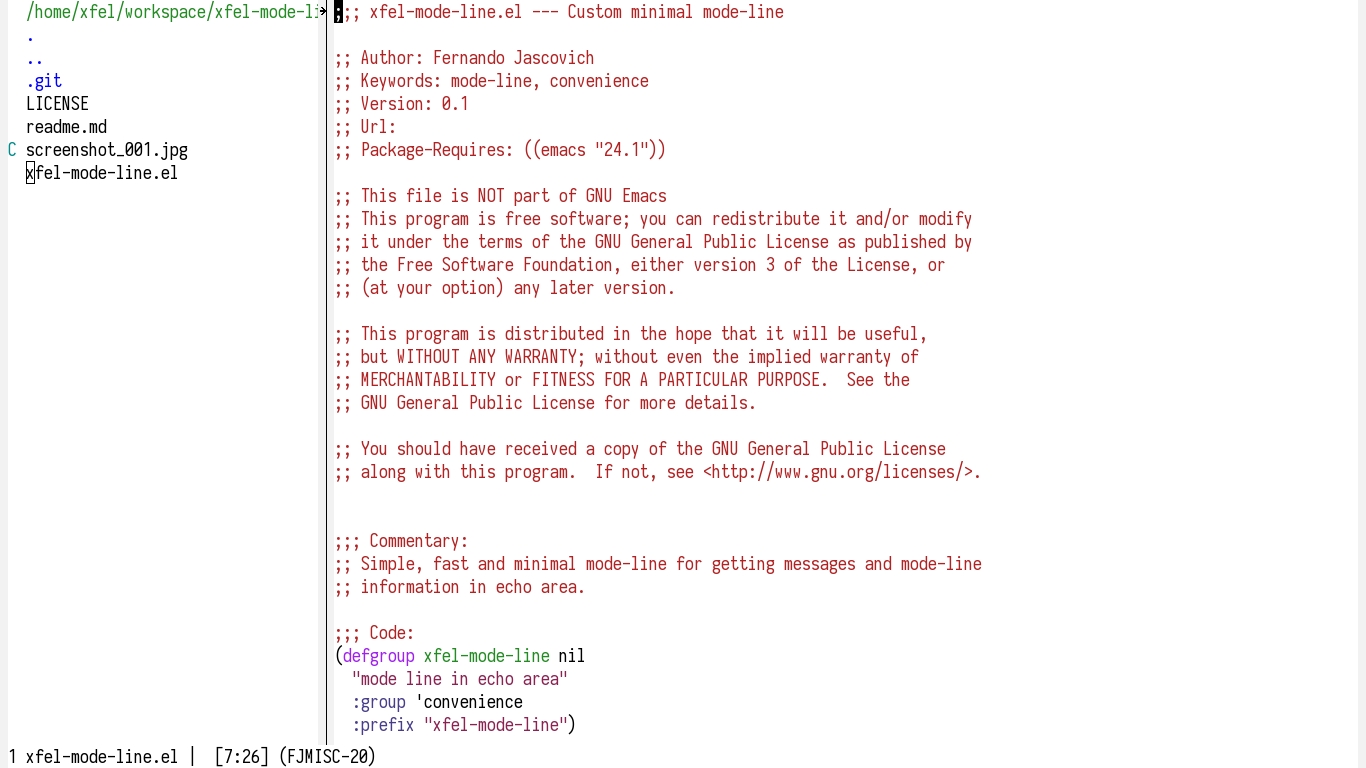 /home/xfel/workspace/xfel-mode-li
.
..
.git
LICENSE
readme.md
C screenshot_001.jpg
xfel-mode-line.el
;;; xfel-mode-line.el --- Custom minimal mode-line

;; Author: Fernando Jascovich
;; Keywords: mode-line, convenience
;; Version: 0.1
;; Url:
;; Package-Requires: ((emacs "24.1"))

;; This file is NOT part of GNU Emacs
;; This program is free software; you can redistribute it and/or modify
;; it under the terms of the GNU General Public License as published by
;; the Free Software Foundation, either version 3 of the License, or
;; (at your option) any later version.

;; This program is distributed in the hope that it will be useful,
;; but WITHOUT ANY WARRANTY; without even the implied warranty of
;; MERCHANTABILITY or FITNESS FOR A PARTICULAR PURPOSE.  See the
;; GNU General Public License for more details.

;; You should have received a copy of the GNU General Public License
;; along with this program.  If not, see <http://www.gnu.org/licenses/>.

;;; Commentary:
;; Simple, fast and minimal mode-line for getting messages and mode-line
;; information in echo area.

;;; Code:
(defgroup xfel-mode-line nil
  "mode line in echo area"
  :group 'convenience
  :prefix "xfel-mode-line")
1 xfel-mode-line.el |  [7:26] (FJMISC-20)